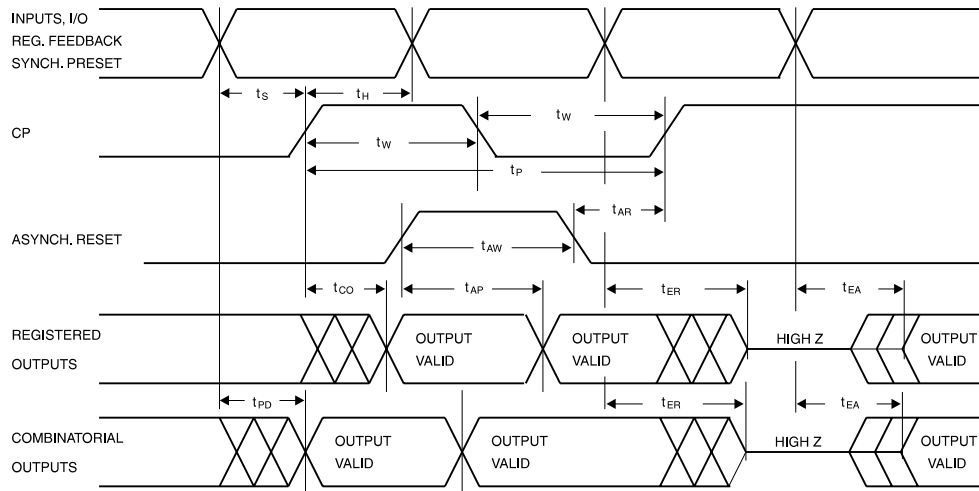 INPUTS, I/O
REG. FEEDBACK
SYNCH. PRESET
tS
tH
CP
tW
tW
tP
ASYNCH. RESET
tAR
tAW
tCO
tAP
tER
tEA
REGISTERED
OUTPUTS
OUTPUT
VALID
OUTPUT
VALID
HIGH Z
OUTPUT
VALID
tPD
tER
tEA
COMBINATORIAL
OUTPUTS
OUTPUT
VALID
OUTPUT
VALID
HIGH Z
OUTPUT
VALID